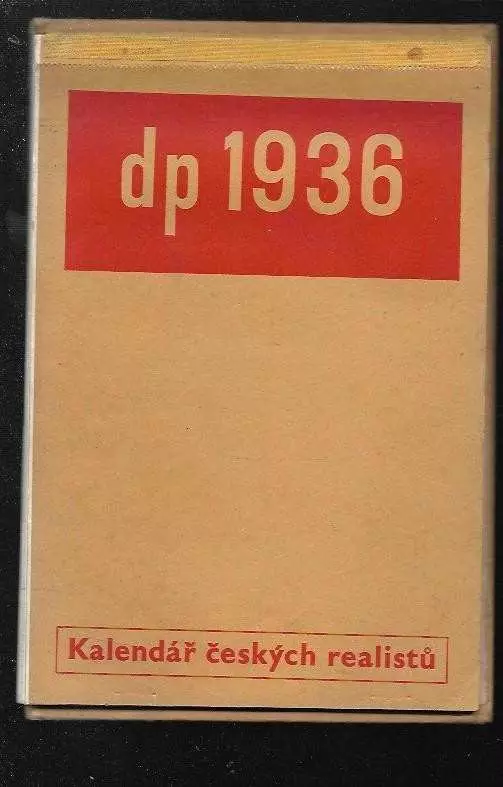 dp 1936
Kalendář českých realistů